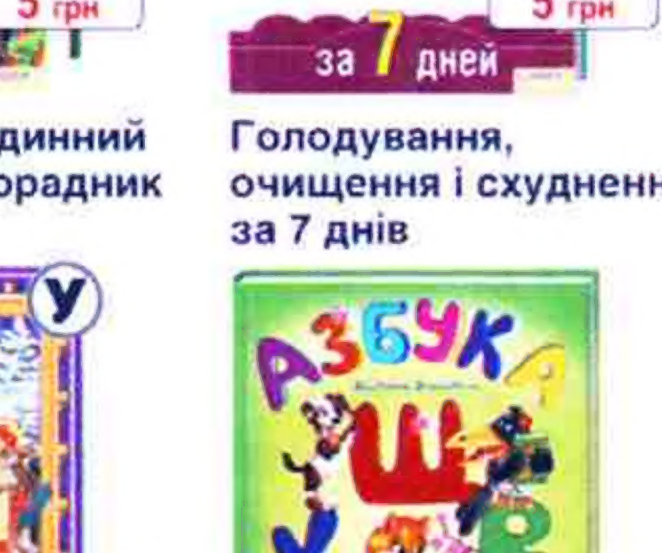 5 грн
5 грн
за 7 дней
динний
орадник
Голодування,
очищення і схудненн
за 7 днів
У
АЗБУКА
Ш
У
В